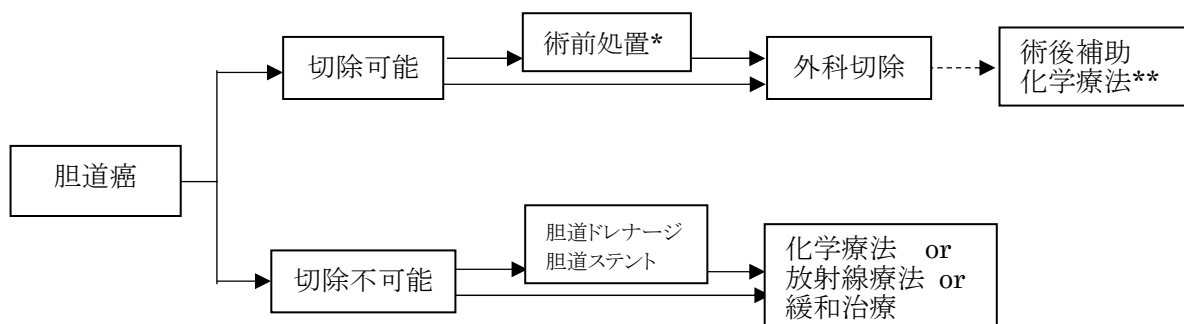 胆道癌
切除可能
術前処置*
外科切除
術後補助
化学療法**
切除不可能
胆道ドレナージ
胆道ステント
化学療法 or
放射線療法 or
緩和治療